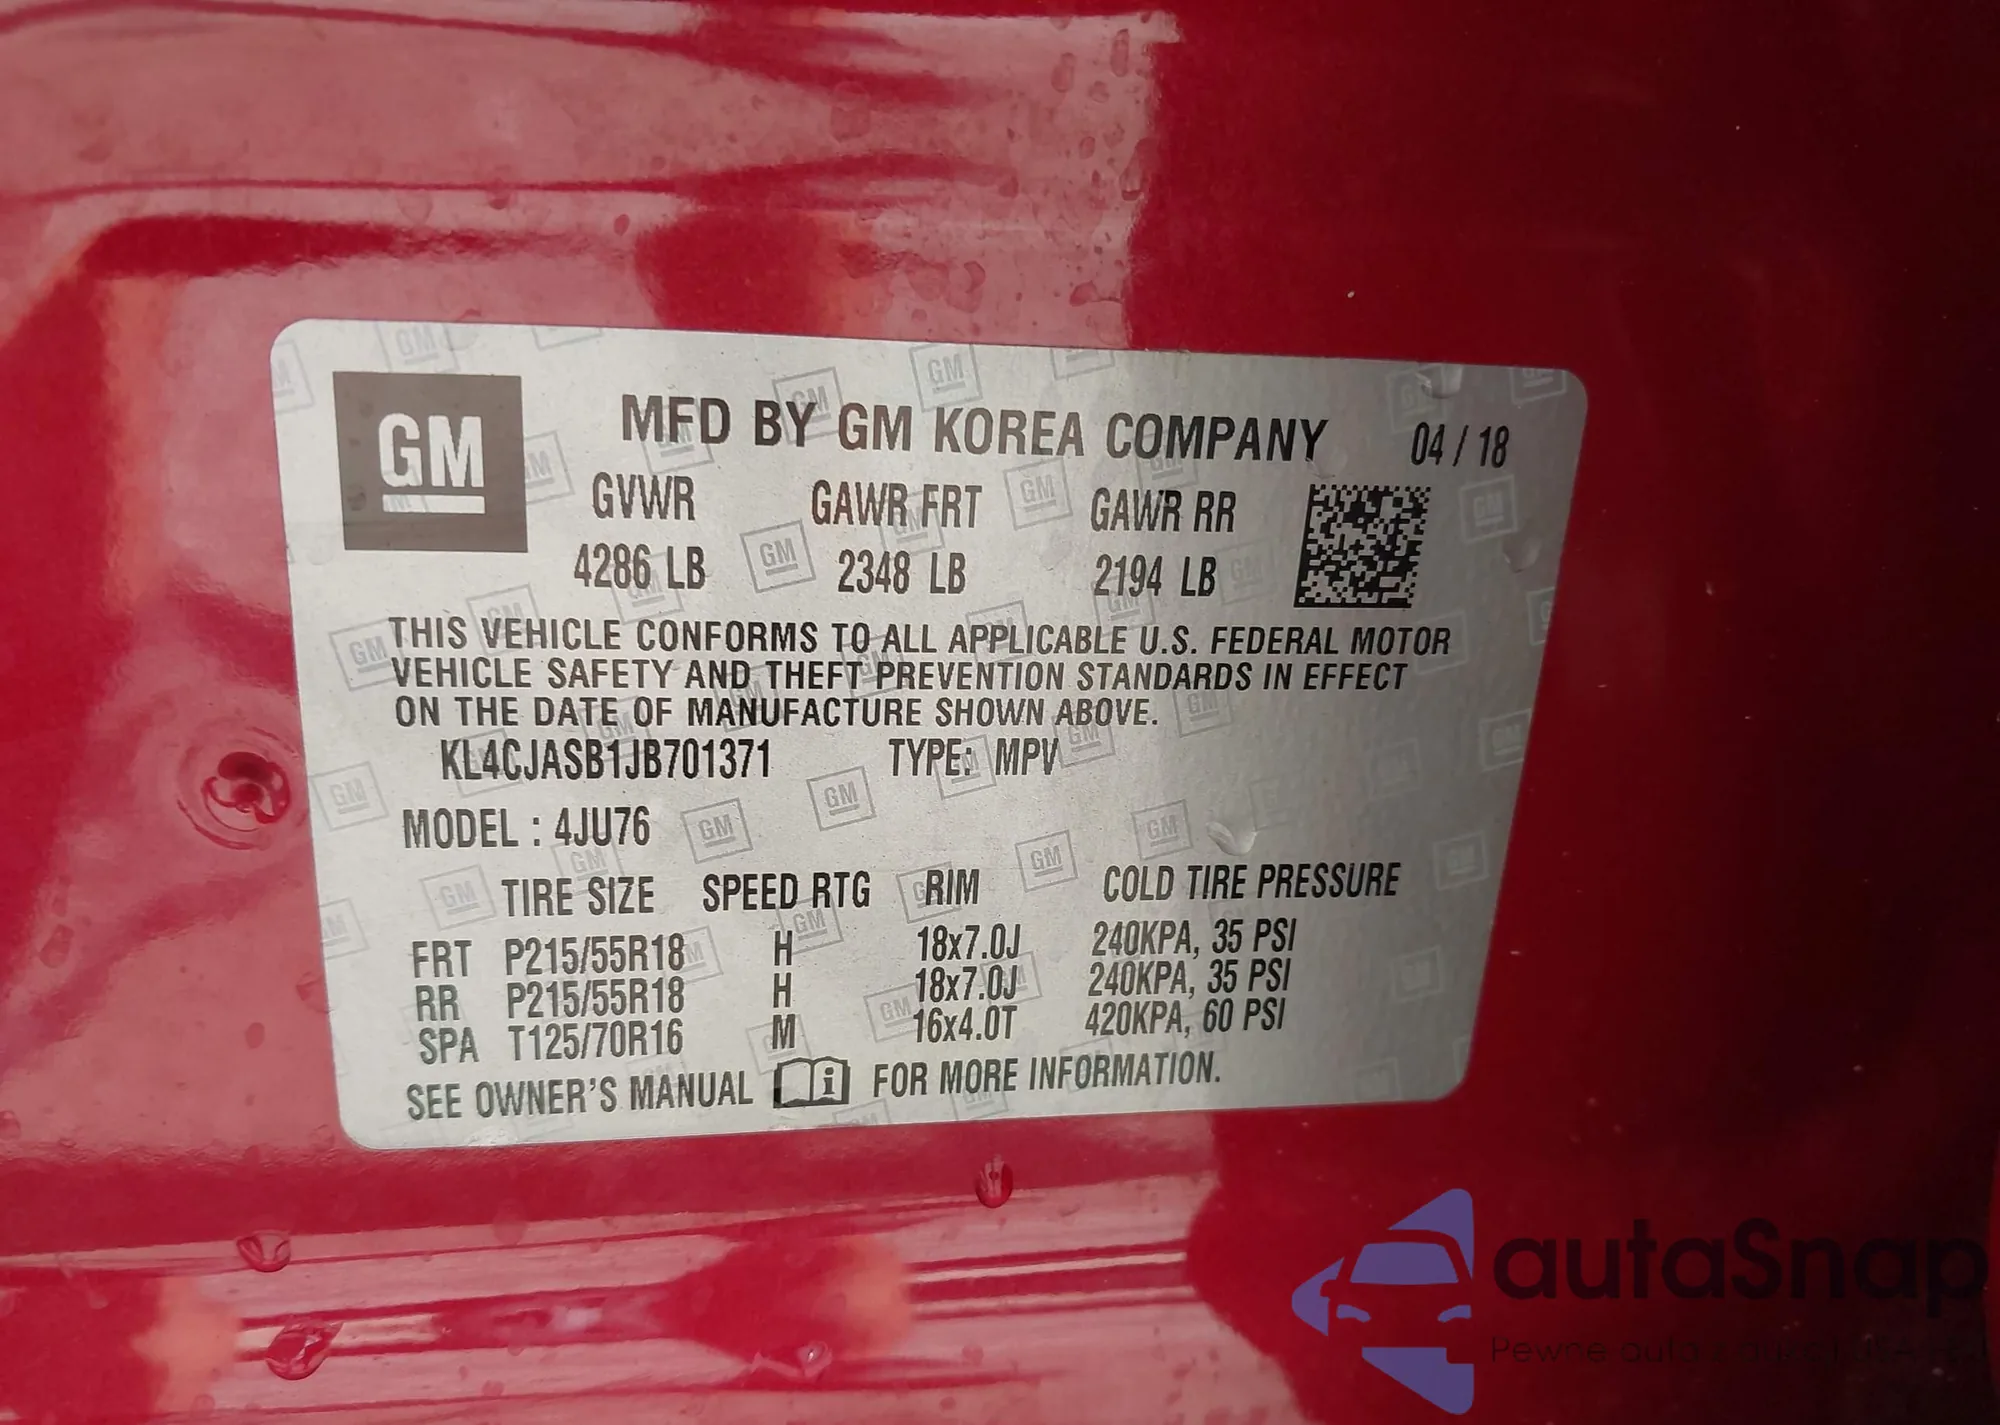 GM
MFD BY GM KOREA COMPANY 04 / 18
GVWR GAWR FRT GAWR RR
4286 LB 2348 LB 2194 LB
THIS VEHICLE CONFORMS TO ALL APPLICABLE U.S. FEDERAL MOTOR
VEHICLE SAFETY AND THEFT PREVENTION STANDARDS IN EFFECT
ON THE DATE OF MANUFACTURE SHOWN ABOVE.
KL4CJASB1JB701371 TYPE: MPV
MODEL : 4JU76
TIRE SIZE SPEED RTG RIM COLD TIRE PRESSURE
FRT P215/55R18 H 18x7.0J 240KPA, 35 PSI
RR P215/55R18 H 18x7.0J 240KPA, 35 PSI
SPA T125/70R16 M 16x4.0T 420KPA, 60 PSI
SEE OWNER'S MANUAL i FOR MORE INFORMATION.
autaSnap
Pewne auto z